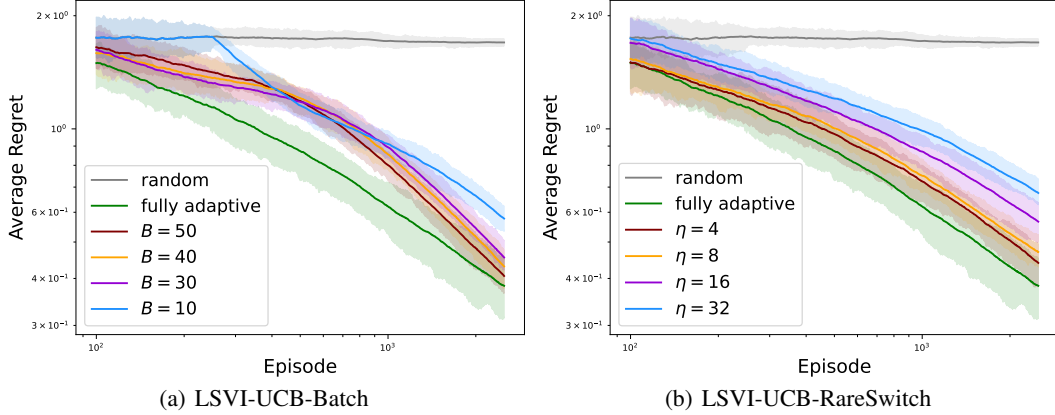 2 × 10⁰
10⁰
6 × 10⁻¹
4 × 10⁻¹
3 × 10⁻¹
Average Regret
random
fully adaptive
B = 50
B = 40
B = 30
B = 10
10²
10³
Episode
(a) LSVI-UCB-Batch
2 × 10⁰
10⁰
6 × 10⁻¹
4 × 10⁻¹
3 × 10⁻¹
Average Regret
random
fully adaptive
η = 4
η = 8
η = 16
η = 32
10²
10³
Episode
(b) LSVI-UCB-RareSwitch